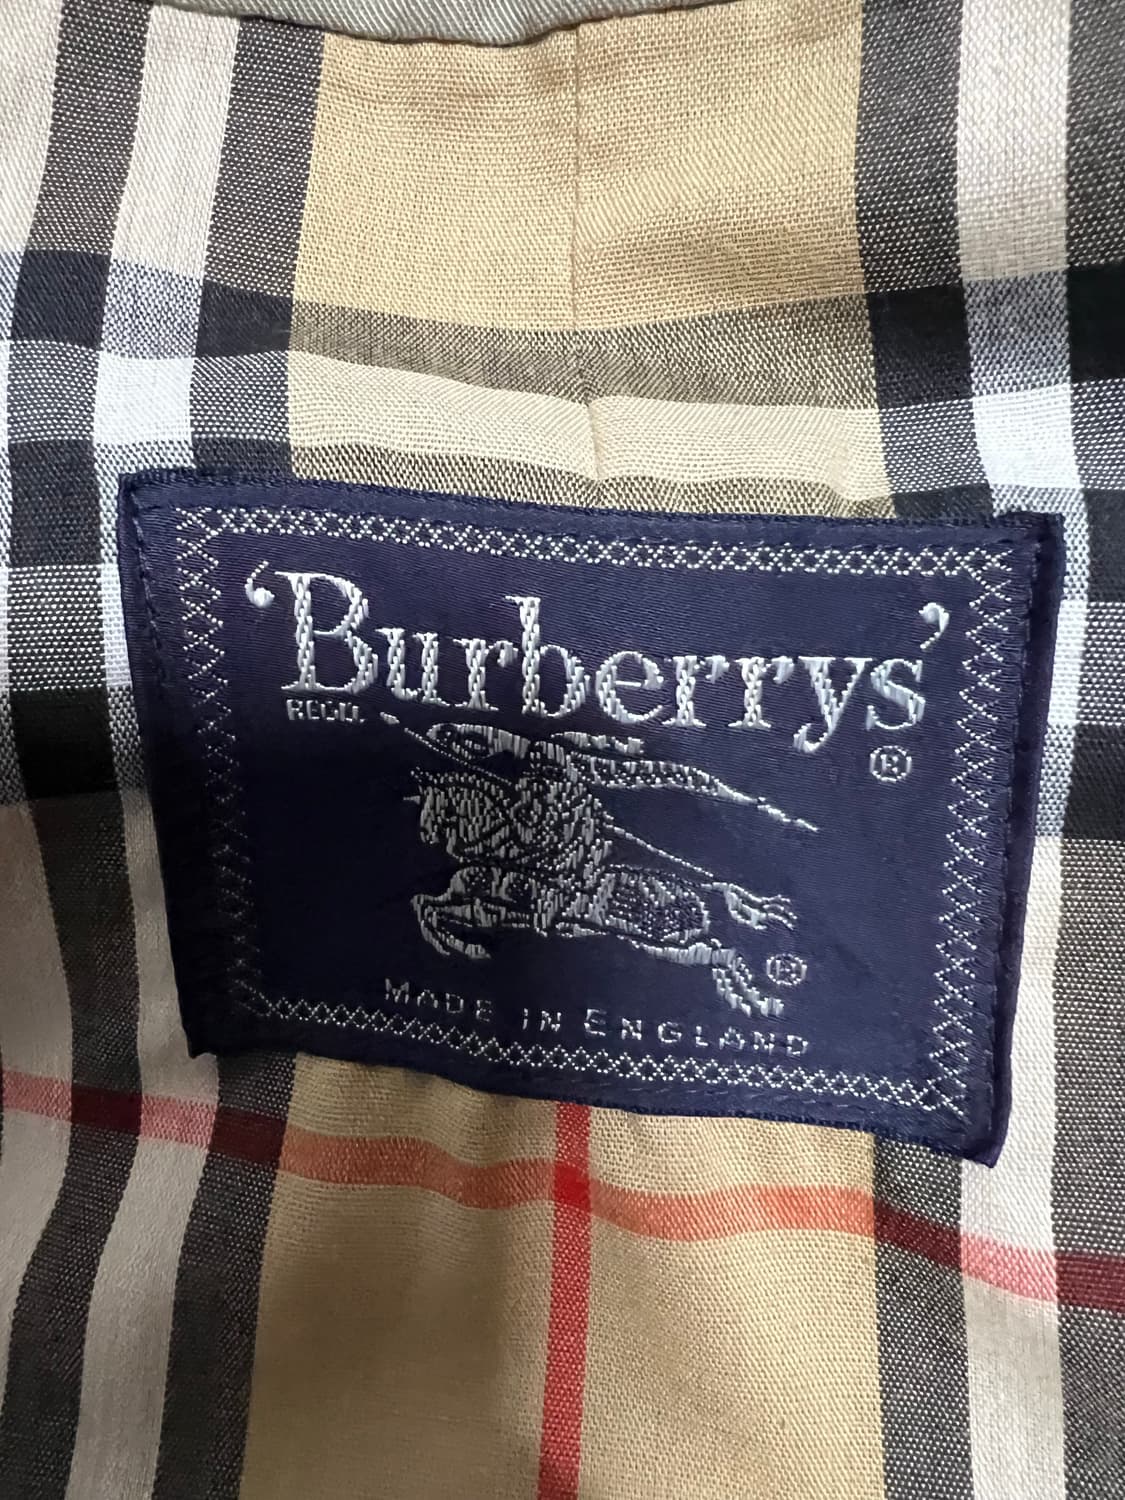 ‘Burberrys’
REGD. ®
®
MADE IN ENGLAND